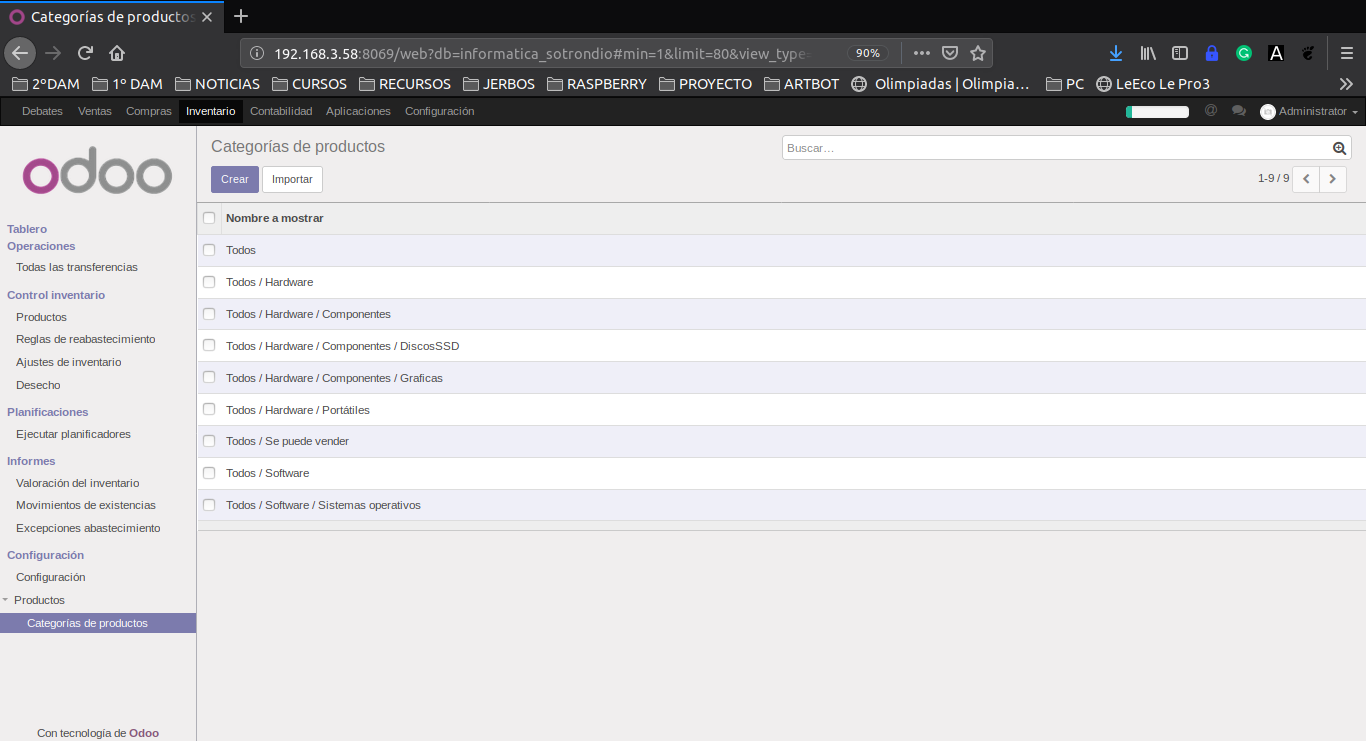 Categorías de productos
192.168.3.58:8069/web?db=informatica_sotrondio#min=1&limit=80&view_type=
90%
2ºDAM 1º DAM NOTICIAS CURSOS RECURSOS JERBOS RASPBERRY PROYECTO ARTBOT Olimpiadas | Olimpia… PC LeEco Le Pro3
Debates Ventas Compras Inventario Contabilidad Aplicaciones Configuración Administrator
odoo
Categorías de productos
Buscar...
Crear Importar
1-9 / 9
Tablero
Operaciones
Todas las transferencias
Control inventario
Productos
Reglas de reabastecimiento
Ajustes de inventario
Desecho
Planificaciones
Ejecutar planificadores
Informes
Valoración del inventario
Movimientos de existencias
Excepciones abastecimiento
Configuración
Configuración
Productos
Categorías de productos
Con tecnología de Odoo
Nombre a mostrar
Todos
Todos / Hardware
Todos / Hardware / Componentes
Todos / Hardware / Componentes / DiscosSSD
Todos / Hardware / Componentes / Graficas
Todos / Hardware / Portátiles
Todos / Se puede vender
Todos / Software
Todos / Software / Sistemas operativos